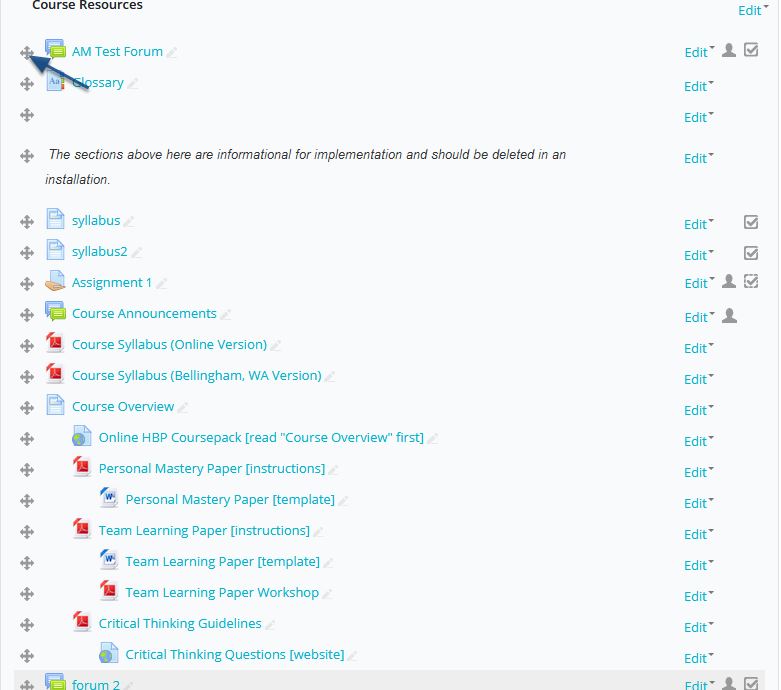 Course Resources
Edit
AM Test Forum Edit
Aa Glossary Edit
Edit
The sections above here are informational for implementation and should be deleted in an Edit
installation.
syllabus Edit
syllabus2 Edit
Assignment 1 Edit
Course Announcements Edit
Course Syllabus (Online Version) Edit
Course Syllabus (Bellingham, WA Version) Edit
Course Overview Edit
Online HBP Coursepack [read "Course Overview" first] Edit
Personal Mastery Paper [instructions] Edit
W Personal Mastery Paper [template] Edit
Team Learning Paper [instructions] Edit
W Team Learning Paper [template] Edit
Team Learning Paper Workshop Edit
Critical Thinking Guidelines Edit
Critical Thinking Questions [website] Edit
forum 2 Edit